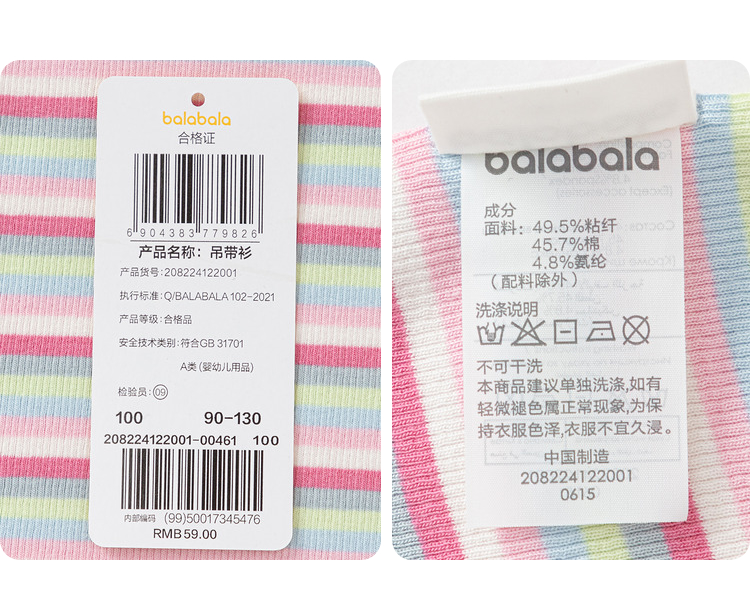 balabala
合格证
6 904383 779826
产品名称: 吊带衫
产品货号: 208224122001
执行标准: Q/BALABALA 102-2021
产品等级: 合格品
安全技术类别: 符合GB 31701
A类 (婴幼儿用品)
检验员: 09
100 90-130
208224122001-00461 100
内部编码 (99)50017345476
RMB 59.00
balabala
成分
面料: 49.5%粘纤
45.7%棉
4.8%氨纶
(配料除外)
洗涤说明
不可干洗
本商品建议单独洗涤,如有
轻微褪色属正常现象,为保
持衣服色泽,衣服不宜久浸。
中国制造
208224122001
0615